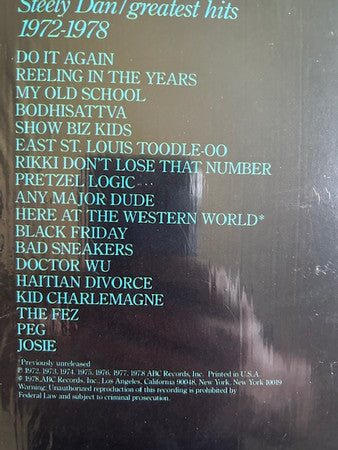 Steely Dan/greatest hits
1972-1978
DO IT AGAIN
REELING IN THE YEARS
MY OLD SCHOOL
BODHISATTVA
SHOW BIZ KIDS
EAST ST. LOUIS TOODLE-OO
RIKKI DON'T LOSE THAT NUMBER
PRETZEL LOGIC
ANY MAJOR DUDE
HERE AT THE WESTERN WORLD*
BLACK FRIDAY
BAD SNEAKERS
DOCTOR WU
HAITIAN DIVORCE
KID CHARLEMAGNE
THE FEZ
PEG
JOSIE
*Previously unreleased
℗ 1972, 1973, 1974, 1975, 1976, 1977, 1978 ABC Records, Inc. Printed in U.S.A.
© 1978, ABC Records, Inc. Los Angeles, California 90048, New York, New York 10019
Warning: Unauthorized reproduction of this recording is prohibited by
Federal Law and subject to criminal prosecution.